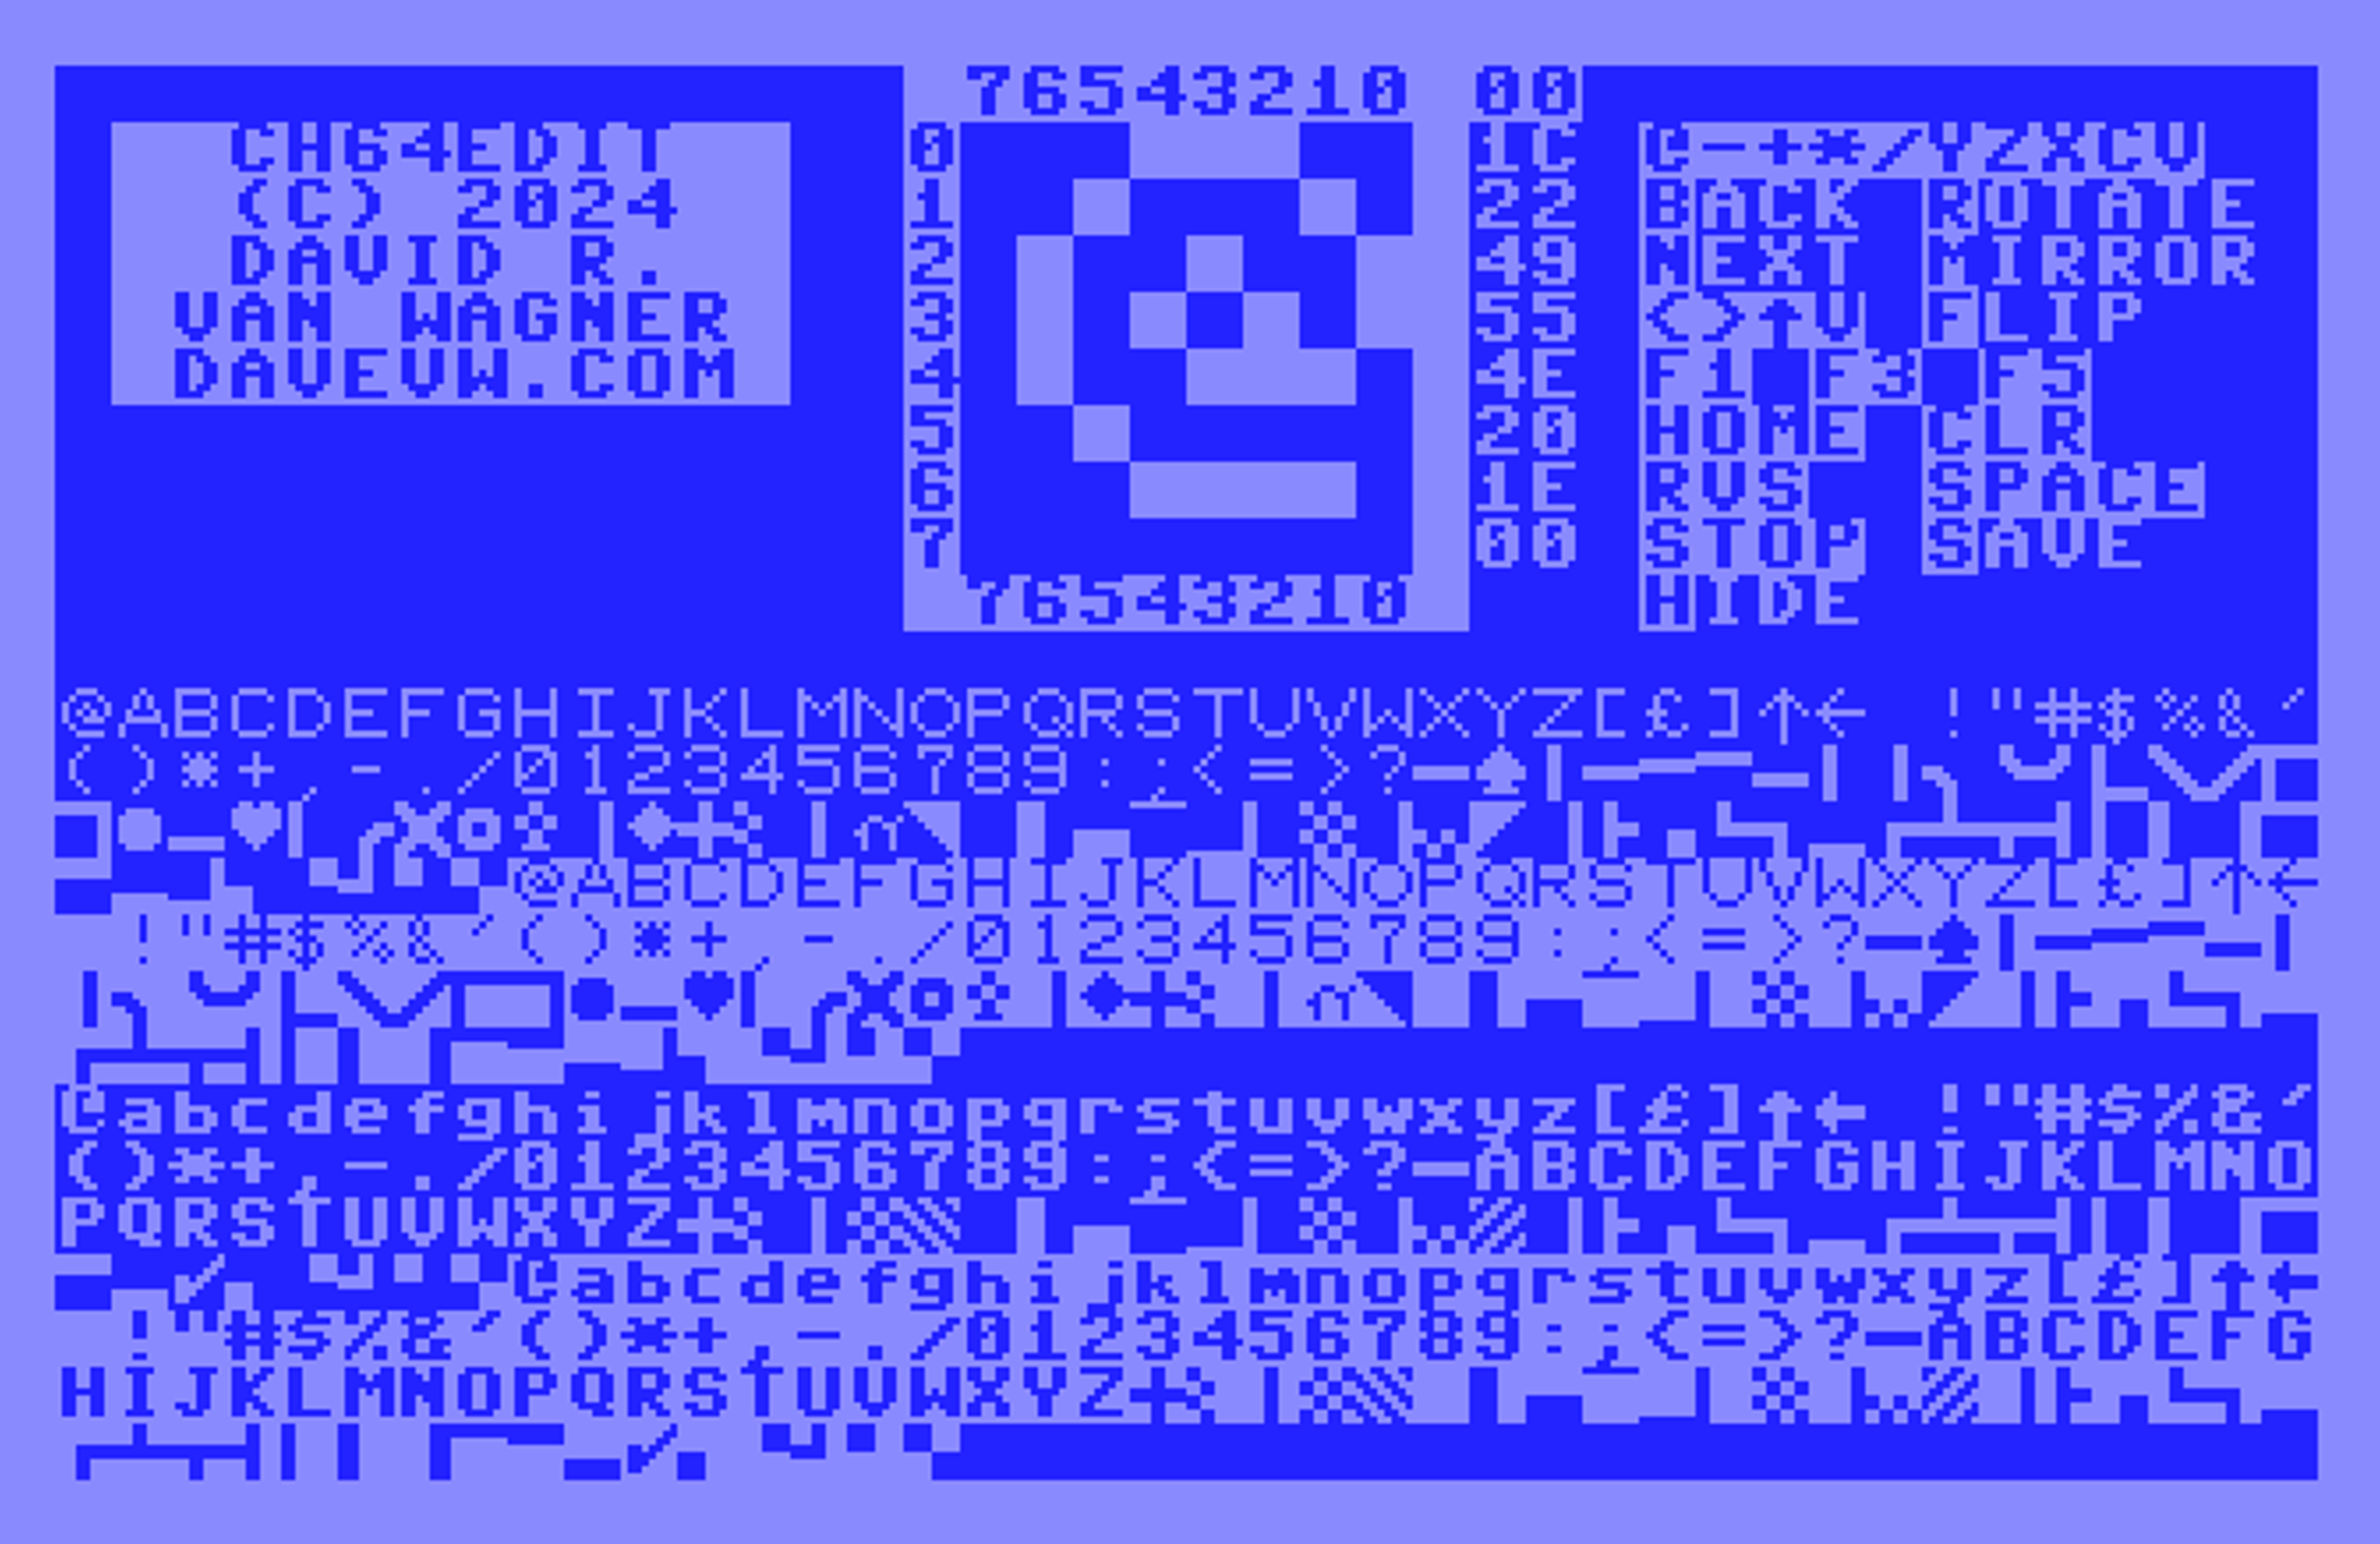 76543210 00
CH64EDIT 0 1C @-+*/YZXCU
(C) 2024 1 22 BACK ROTATE
DAVID R. 2 49 NEXT MIRROR
VAN WAGNER 3 55 <>↑U FLIP
DAVEVW.COM 4 4E F1 F3 F5
5 20 HOME CLR
6 1E RVS SPACE
7 00 STOP SAVE
76543210 HIDE
@ABCDEFGHIJKLMNOPQRSTUVWXYZ[£]↑← !"#$%&'
()*+,-./0123456789:;<=>?
@ABCDEFGHIJKLMNOPQRSTUVWXYZ[£]↑←
!"#$%&'()*+,-./0123456789:;<=>?
@abcdefghijklmnopqrstuvwxyz[£]↑← !"#$%&'
()*+,-./0123456789:;<=>?─ABCDEFGHIJKLMNO
PQRSTUVWXYZ
@abcdefghijklmnopqrstuvwxyz[£]↑←
!"#$%&'()*+,-./0123456789:;<=>?─ABCDEFG
HIJKLMNOPQRSTUVWXYZ